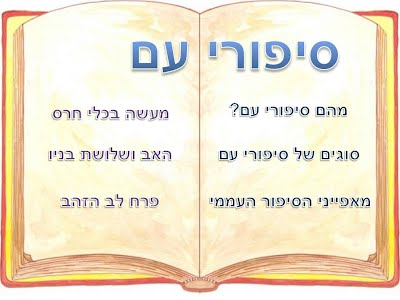 סיפורי עם
מהם סיפורי עם?
סוגים של סיפורי עם
מאפייני הסיפור העממי
מעשה בכלי חרס
האב ושלושת בניו
פרח לב הזהב